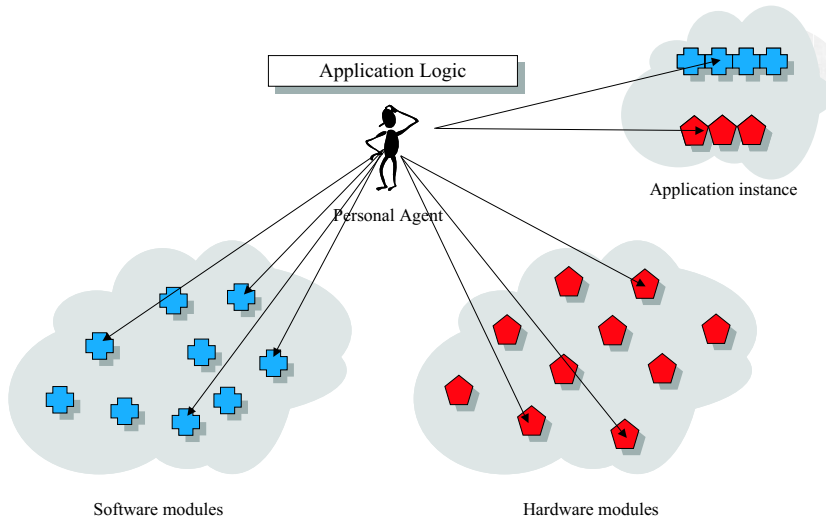 Application Logic
Application instance
Personal Agent
Software modules
Hardware modules